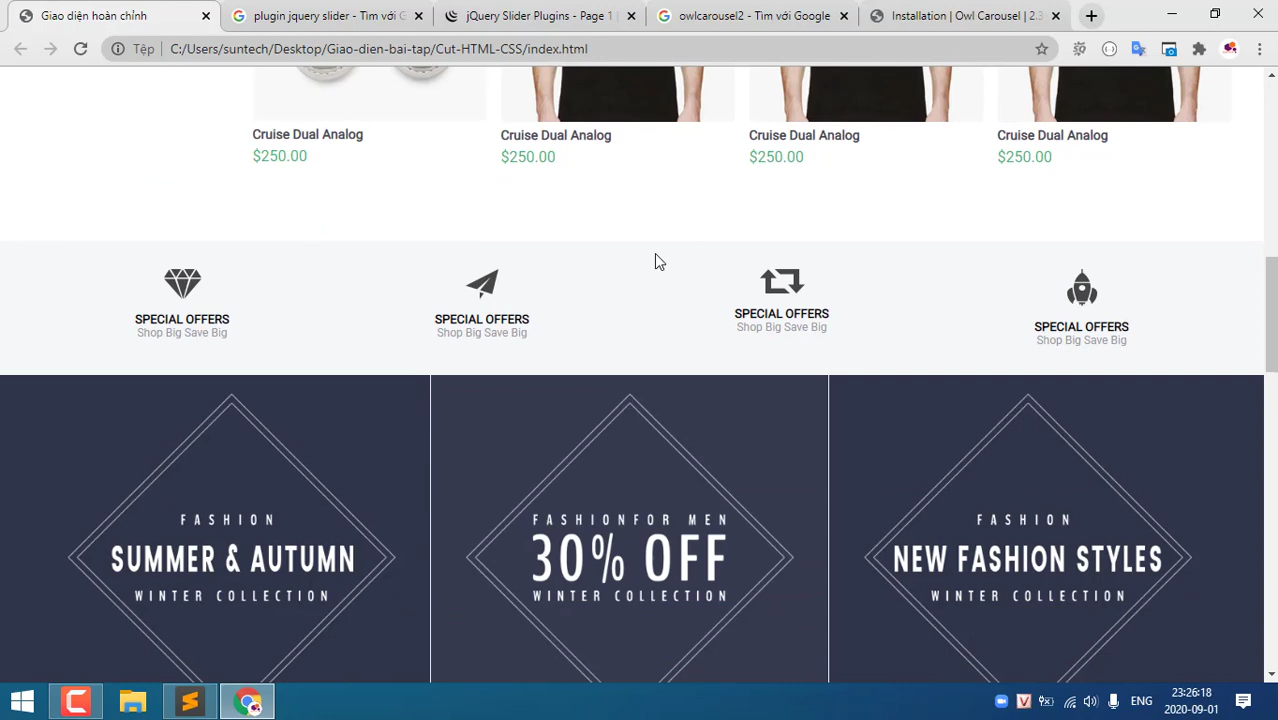 Giao diện hoàn chỉnh
plugin jquery slider - Tìm với G
jQuery Slider Plugins - Page 1 |
owlcarousel2 - Tìm với Google
Installation | Owl Carousel | 2.3
Tệp
C:/Users/suntech/Desktop/Giao-dien-bai-tap/Cut-HTML-CSS/index.html
Cruise Dual Analog
$250.00
Cruise Dual Analog
$250.00
Cruise Dual Analog
$250.00
Cruise Dual Analog
$250.00
SPECIAL OFFERS
Shop Big Save Big
SPECIAL OFFERS
Shop Big Save Big
SPECIAL OFFERS
Shop Big Save Big
SPECIAL OFFERS
Shop Big Save Big
FASHION
SUMMER & AUTUMN
WINTER COLLECTION
FASHIONFOR MEN
30% OFF
WINTER COLLECTION
FASHION
NEW FASHION STYLES
WINTER COLLECTION
ENG
23:26:18
2020-09-01